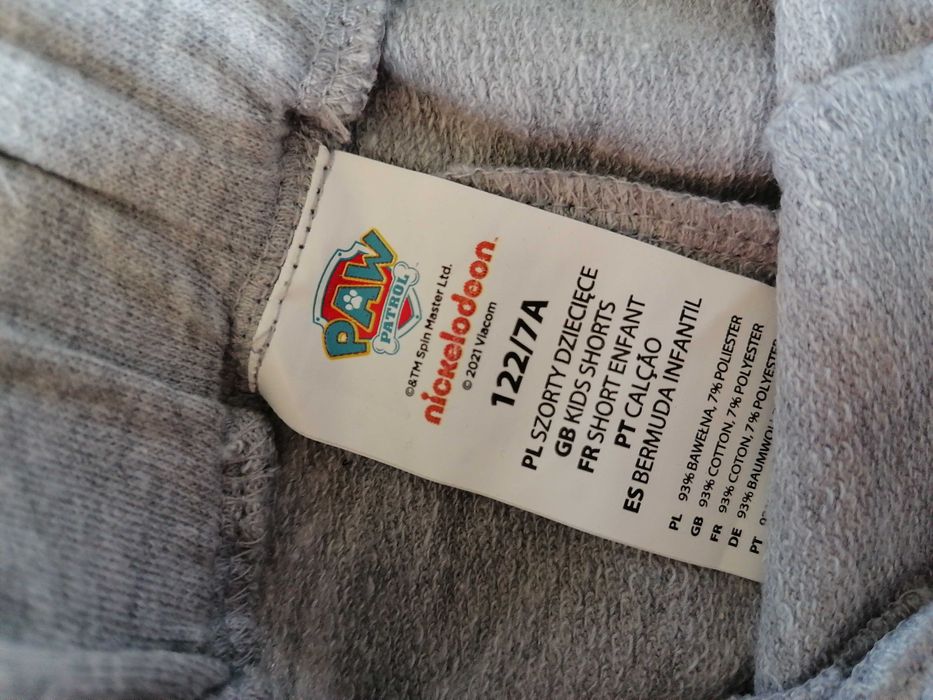 PAW
PATROL
©&TM Spin Master Ltd.
nickelodeon™
© 2021 Viacom
122/7A
PL SZORTY DZIECIĘCE
GB KIDS SHORTS
FR SHORT ENFANT
PT CALÇÃO
ES BERMUDA INFANTIL
PL 93% BAWEŁNA, 7% POLIESTER
GB 93% COTTON, 7% POLYESTER
FR 93% COTON, 7% POLYESTER
DE 93% BAUMWOLL
PT